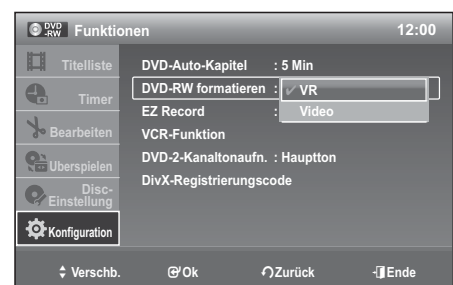 DVD -RW Funktionen 12:00
Titelliste
Timer
Bearbeiten
Uberspielen
Disc-Einstellung
Konfiguration
DVD-Auto-Kapitel : 5 Min
DVD-RW formatieren : ✓ VR
EZ Record : Video
VCR-Funktion
DVD-2-Kanaltonaufn. : Hauptton
DivX-Registrierungscode
Verschb. Ok Zurück Ende